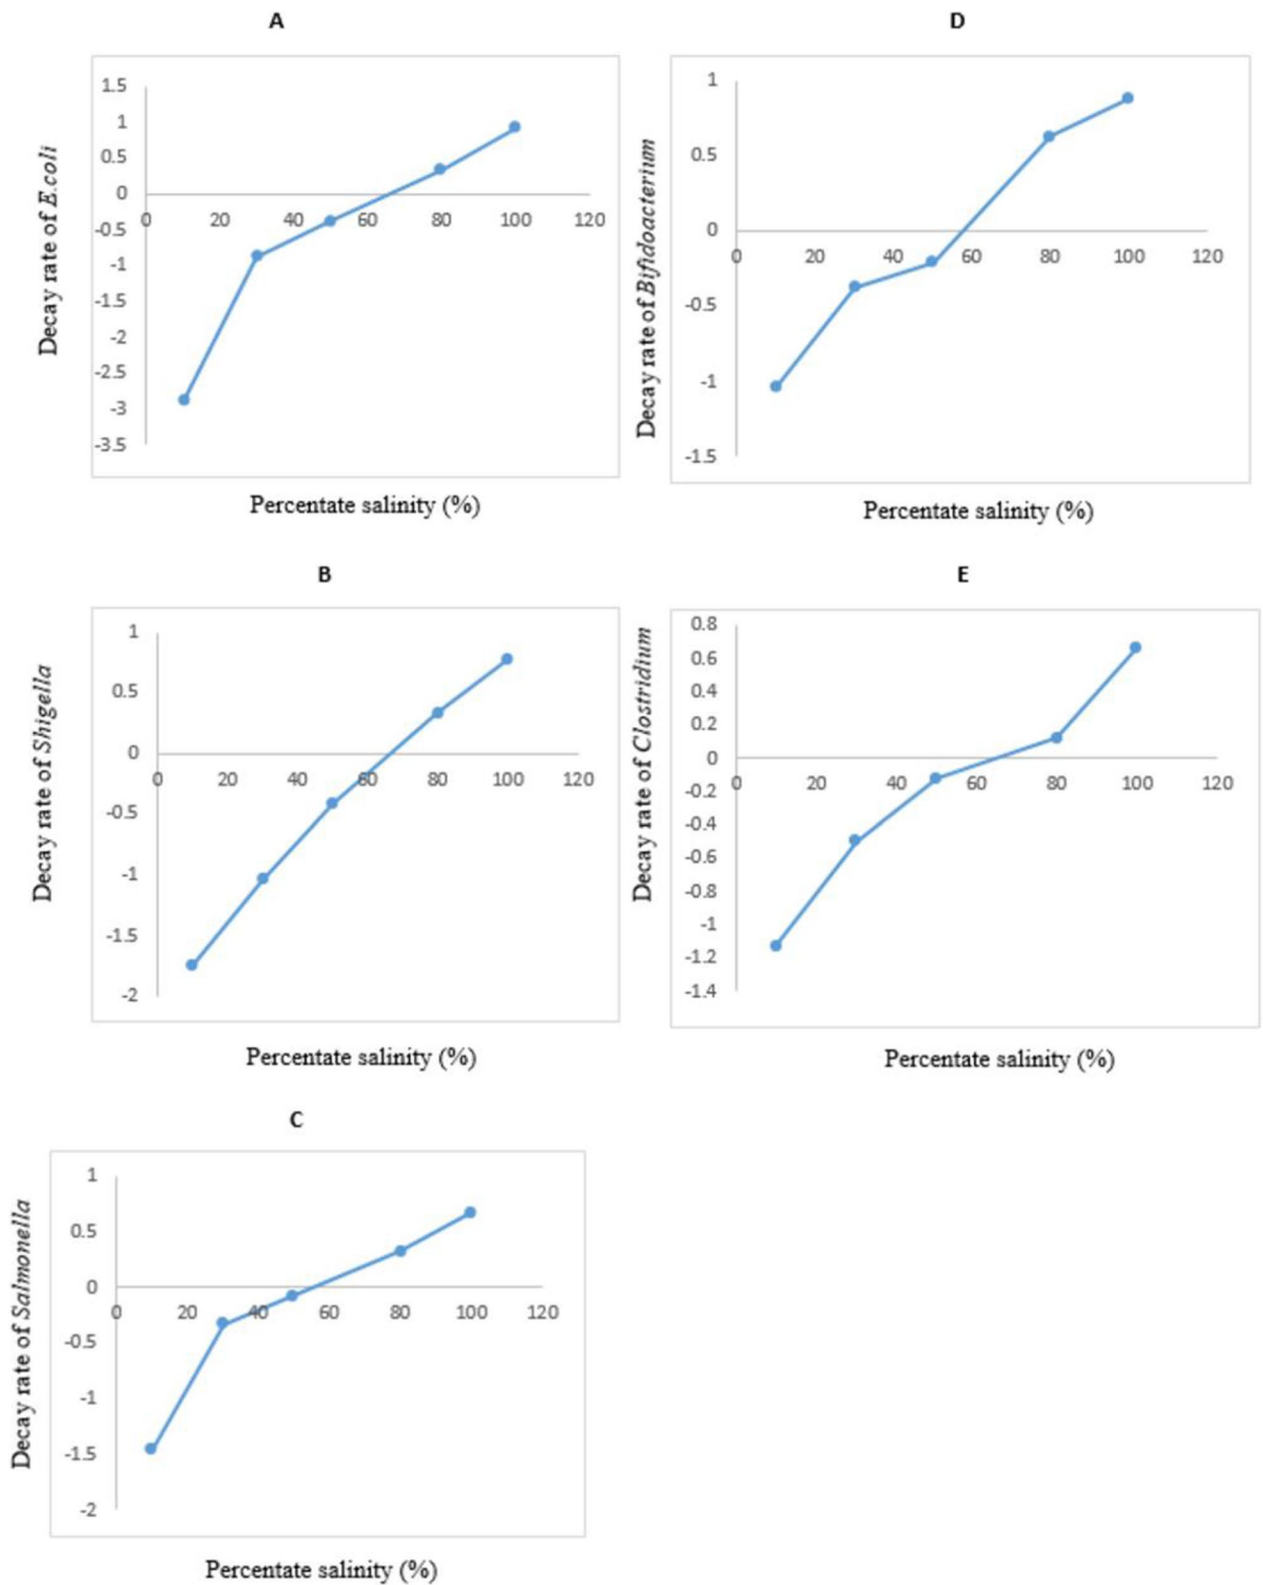 A
1.5
1
0.5
0
-0.5
-1
-1.5
-2
-2.5
-3
-3.5
0 20 40 60 80 100 120
Decay rate of E.coli
Percentate salinity (%)
D
1
0.5
0
-0.5
-1
-1.5
0 20 40 60 80 100 120
Decay rate of Bifidoacterium
Percentate salinity (%)
B
1
0.5
0
-0.5
-1
-1.5
-2
0 20 40 60 80 100 120
Decay rate of Shigella
Percentate salinity (%)
E
0.8
0.6
0.4
0.2
0
-0.2
-0.4
-0.6
-0.8
-1
-1.2
-1.4
0 20 40 60 80 100 120
Decay rate of Clostridium
Percentate salinity (%)
C
1
0.5
0
-0.5
-1
-1.5
-2
0 20 40 60 80 100 120
Decay rate of Salmonella
Percentate salinity (%)